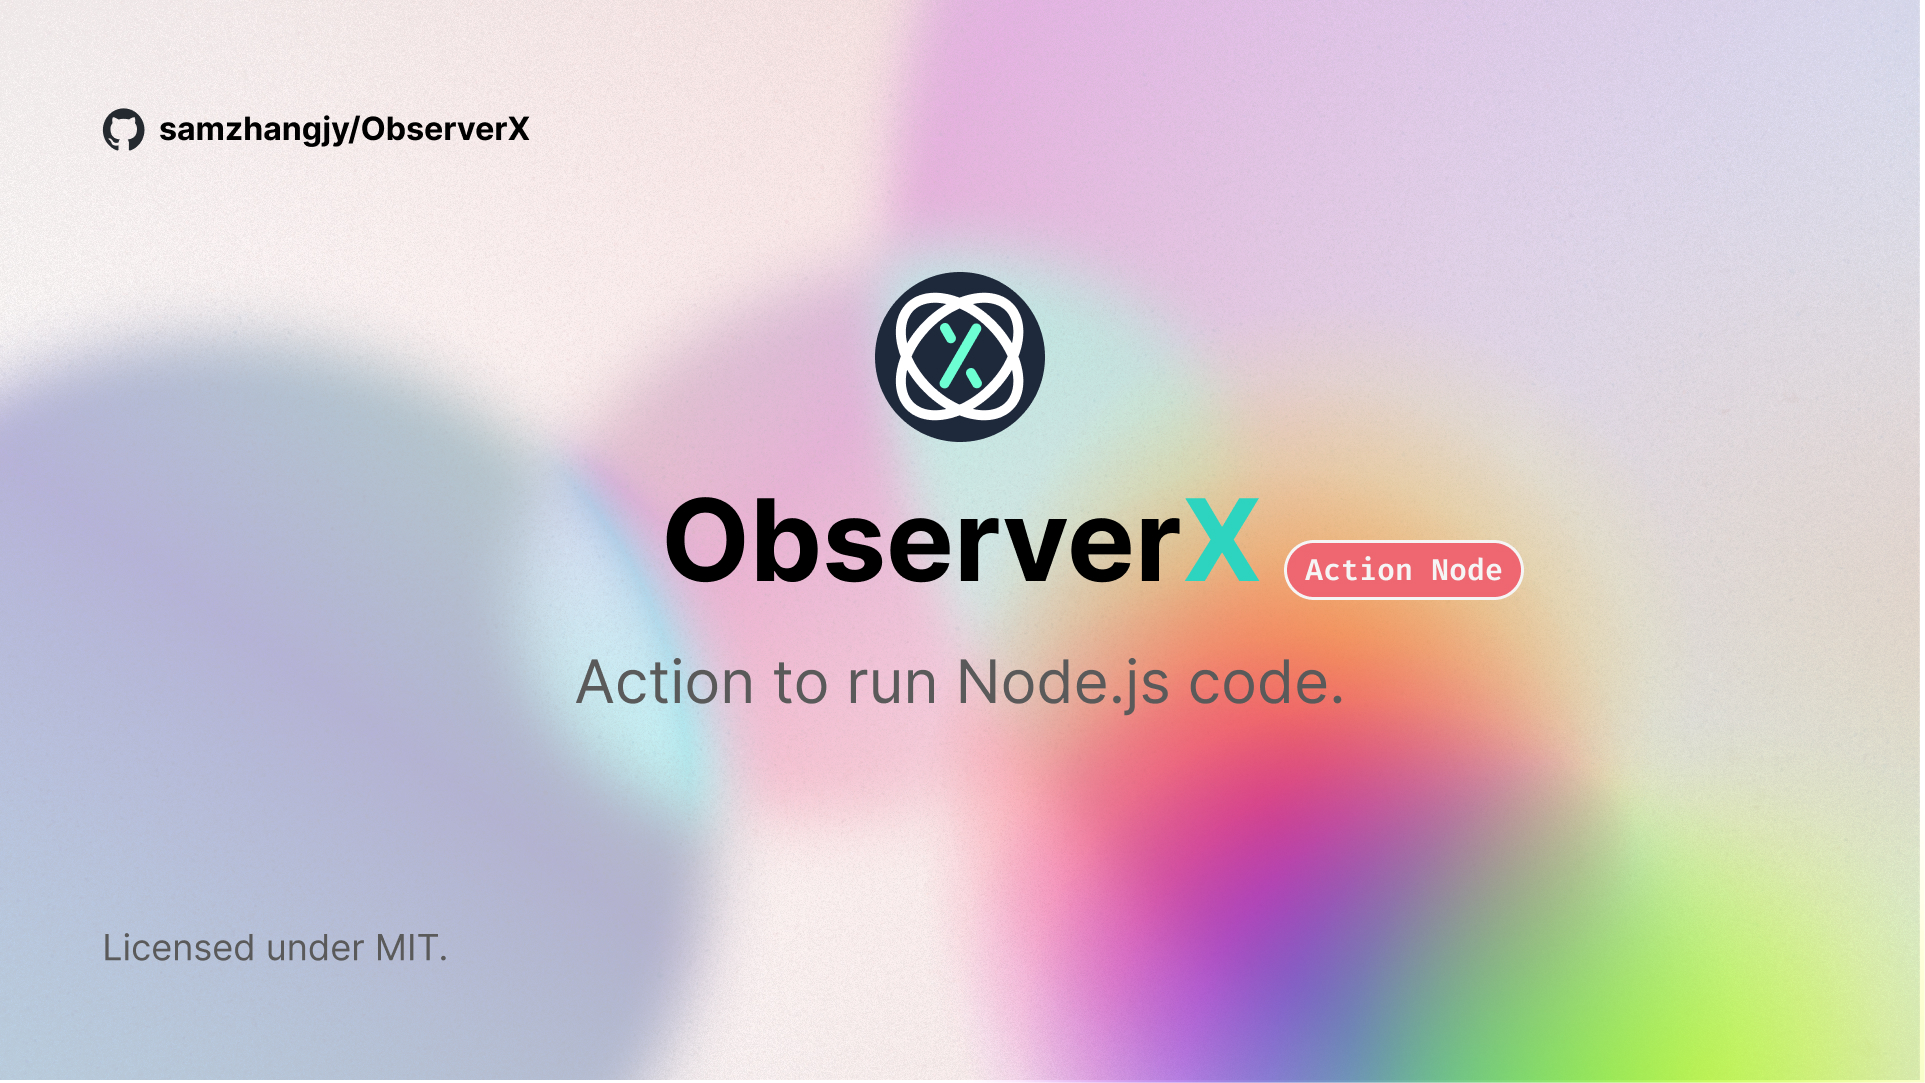 samzhangjy/ObserverX
ObserverX
Action Node
Action to run Node.js code.
Licensed under MIT.